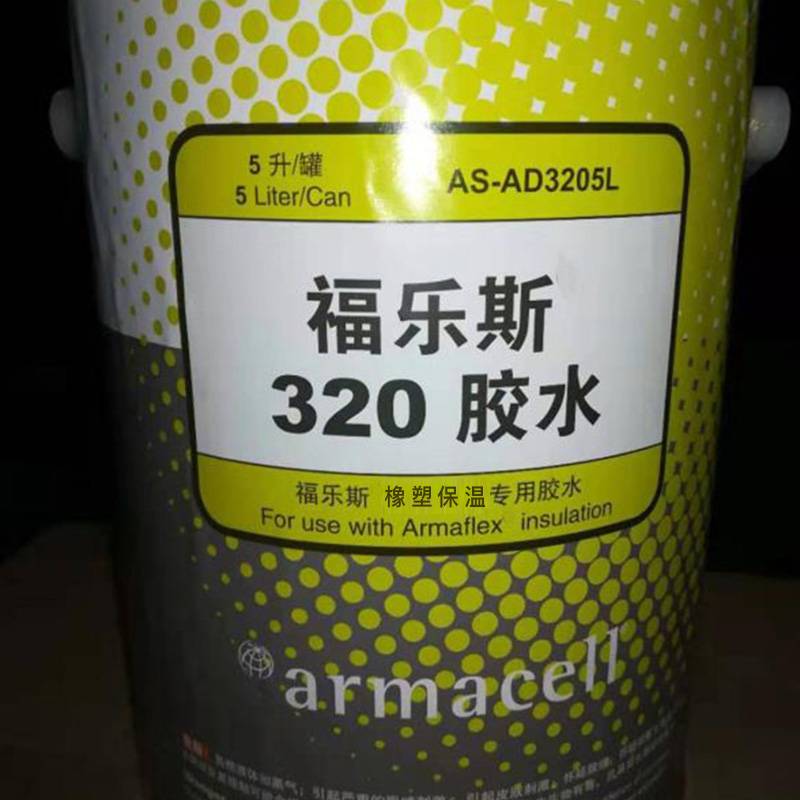 5 升/罐
5 Liter/Can
AS-AD3205L
福乐斯
320 胶水
福乐斯 橡塑保温专用胶水
For use with Armaflex insulation
armacell